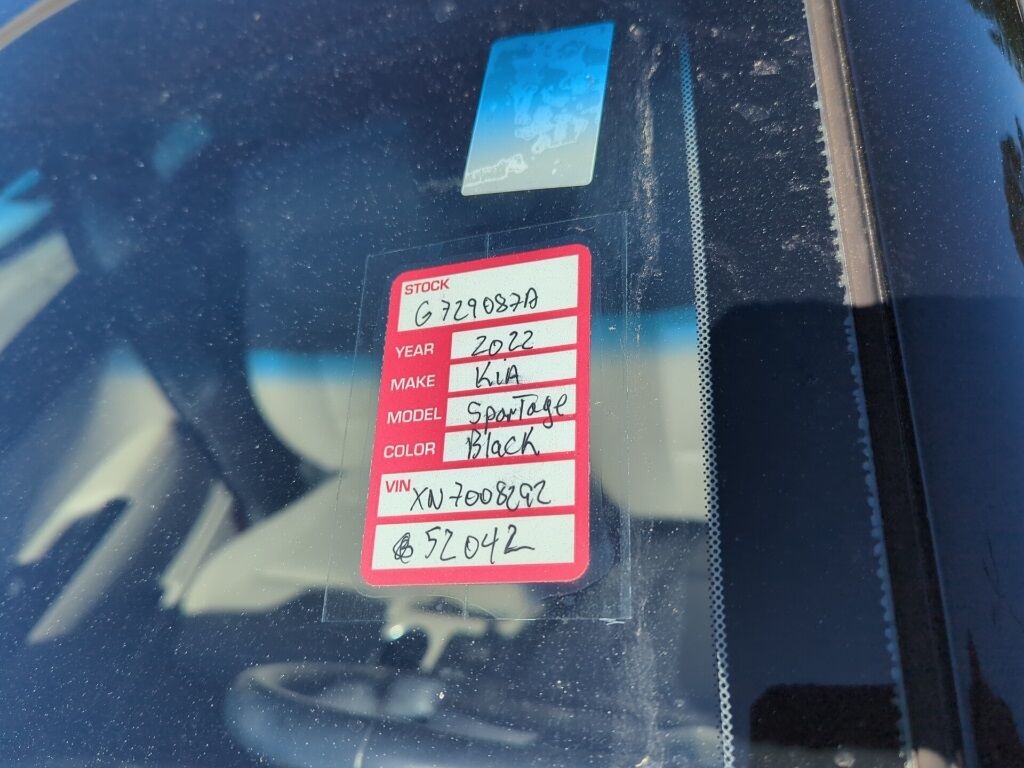 STOCK
G729087A
YEAR 2022
MAKE KiA
MODEL SporTage
COLOR Black
VIN XN7008292
52042